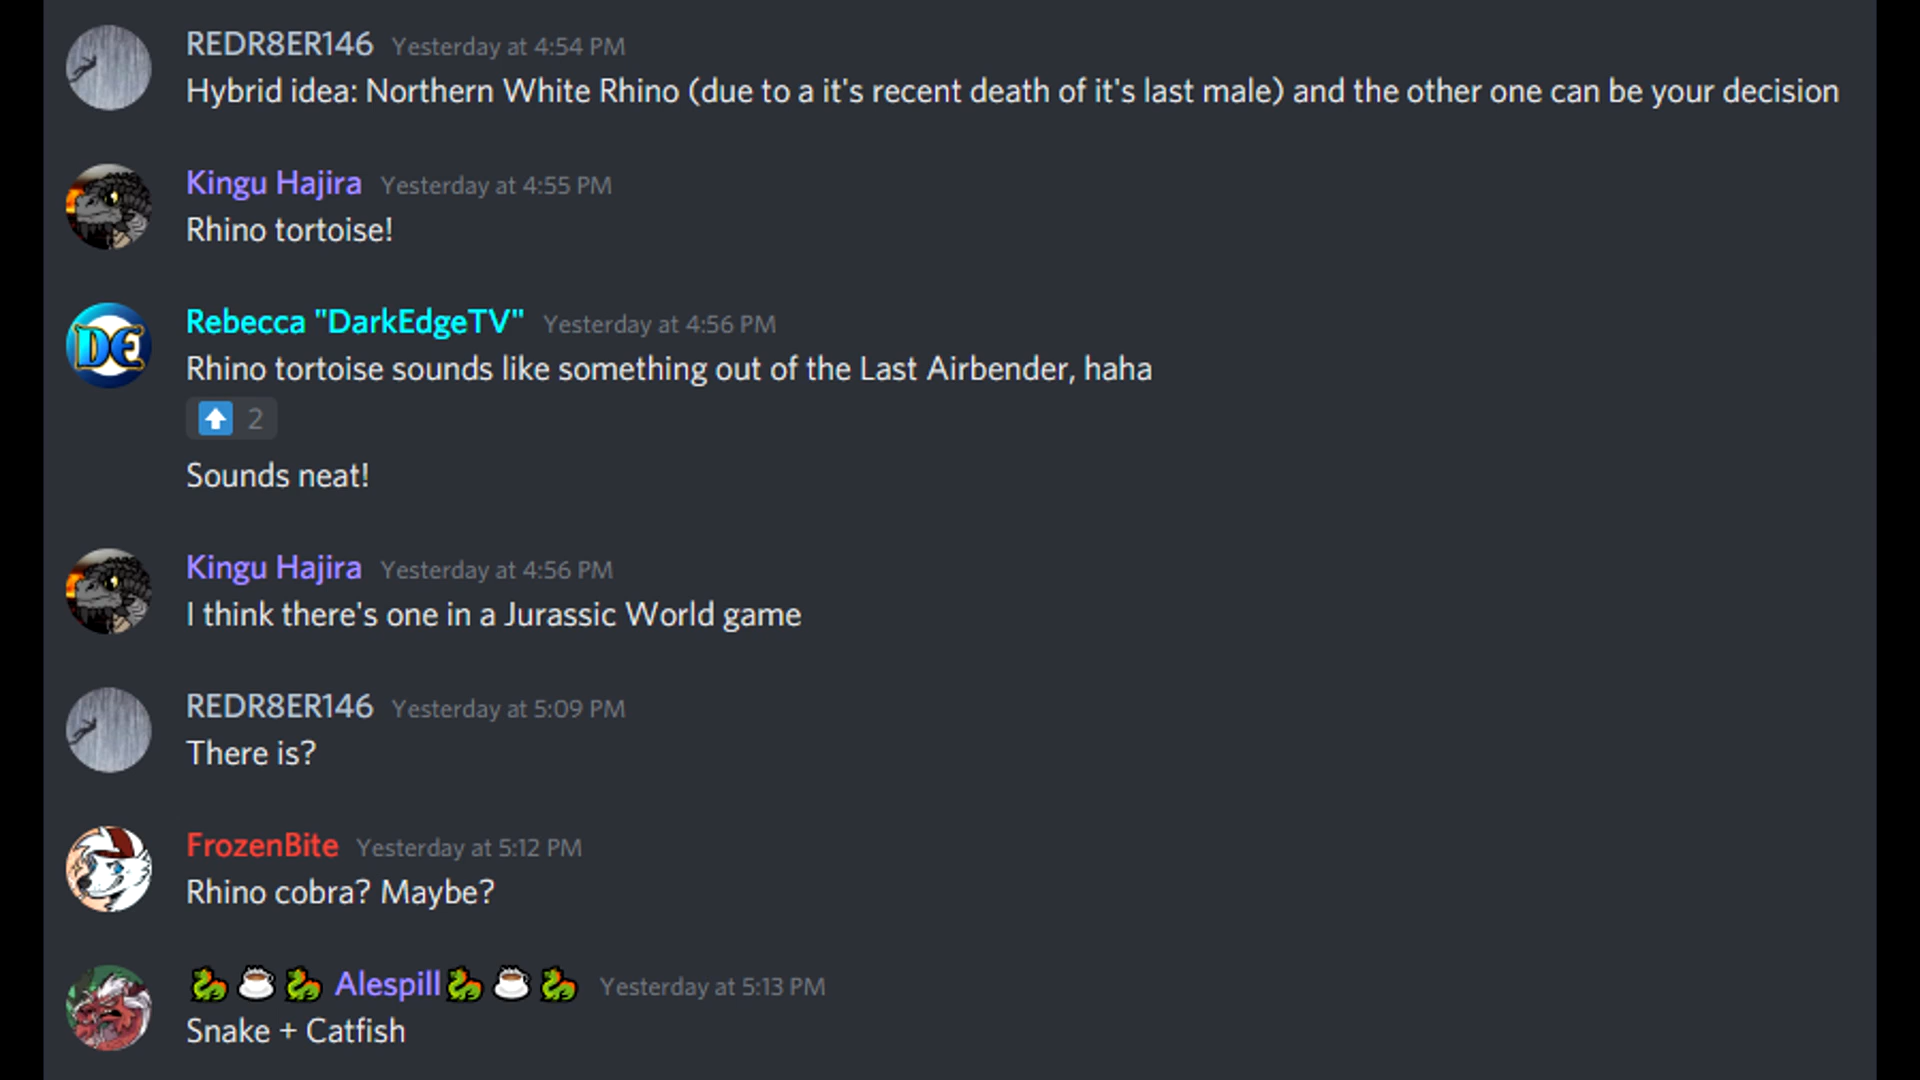 REDR8ER146 Yesterday at 4:54 PM
Hybrid idea: Northern White Rhino (due to a it's recent death of it's last male) and the other one can be your decision
Kingu Hajira Yesterday at 4:55 PM
Rhino tortoise!
DE
Rebecca "DarkEdgeTV" Yesterday at 4:56 PM
Rhino tortoise sounds like something out of the Last Airbender, haha
2
Sounds neat!
Kingu Hajira Yesterday at 4:56 PM
I think there's one in a Jurassic World game
REDR8ER146 Yesterday at 5:09 PM
There is?
FrozenBite Yesterday at 5:12 PM
Rhino cobra? Maybe?
🐉☕🐉 Alespill🐉☕🐉 Yesterday at 5:13 PM
Snake + Catfish